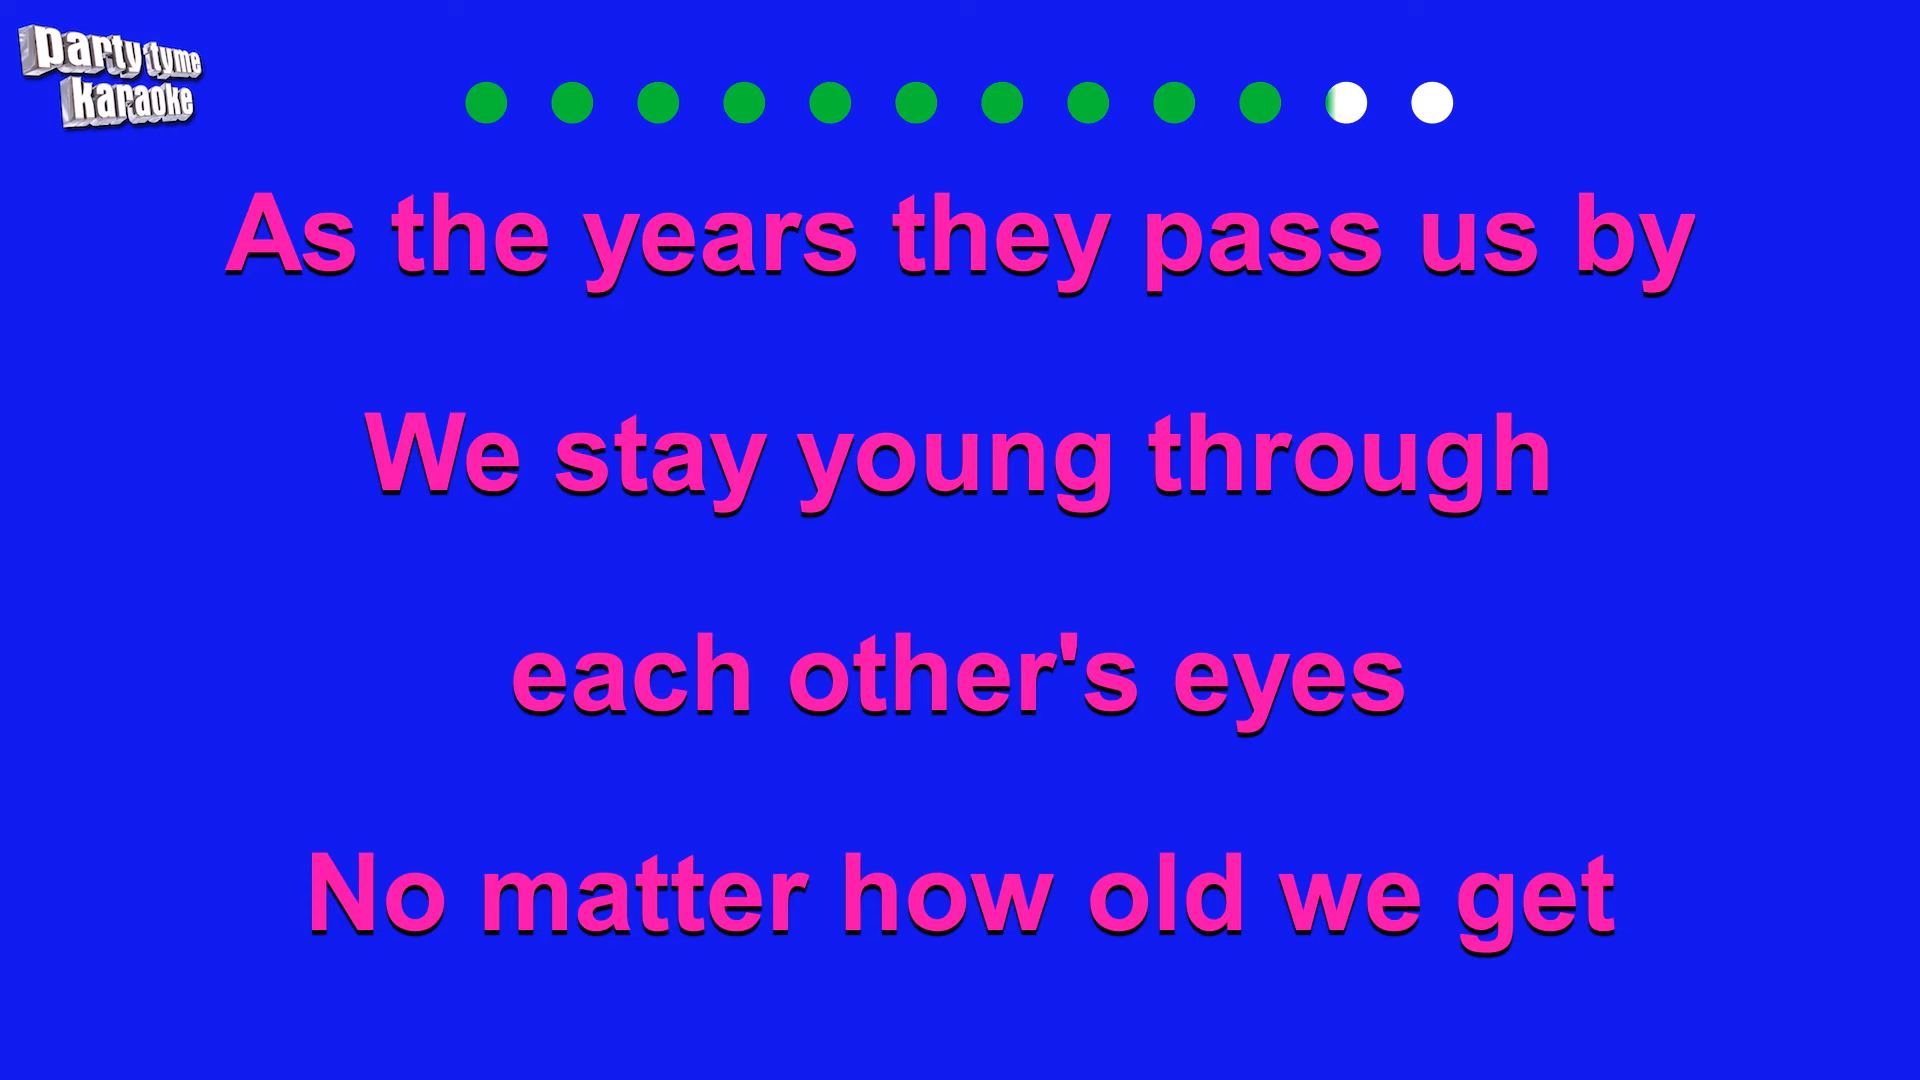 party tyme
karaoke
As the years they pass us by
We stay young through
each other's eyes
No matter how old we get